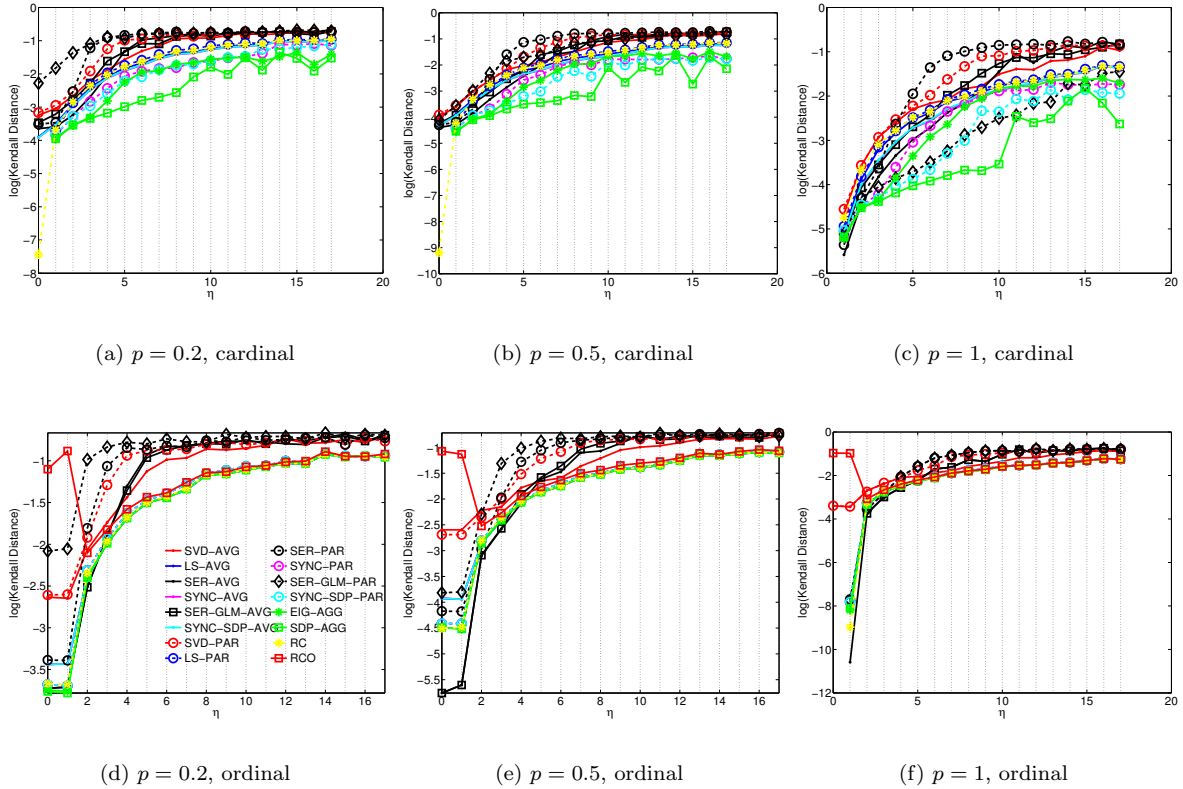 0
−1
−2
−3
−4
−5
−6
−7
−8
0 5 10 15 20
η
log(Kendall Distance)
(a) p = 0.2, cardinal
0
−1
−2
−3
−4
−5
−6
−7
−8
−9
−10
0 5 10 15 20
η
log(Kendall Distance)
(b) p = 0.5, cardinal
0
−1
−2
−3
−4
−5
−6
0 5 10 15 20
η
log(Kendall Distance)
(c) p = 1, cardinal
−1
−1.5
−2
−2.5
−3
−3.5
0 2 4 6 8 10 12 14 16
η
log(Kendall Distance)
SVD−AVG
LS−AVG
SER−AVG
SYNC−AVG
SER−GLM−AVG
SYNC−SDP−AVG
SVD−PAR
LS−PAR
SER−PAR
SYNC−PAR
SER−GLM−PAR
SYNC−SDP−PAR
EIG−AGG
SDP−AGG
RC
RCO
(d) p = 0.2, ordinal
−1
−1.5
−2
−2.5
−3
−3.5
−4
−4.5
−5
−5.5
0 2 4 6 8 10 12 14 16
η
log(Kendall Distance)
(e) p = 0.5, ordinal
0
−2
−4
−6
−8
−10
−12
0 5 10 15 20
η
log(Kendall Distance)
(f) p = 1, ordinal